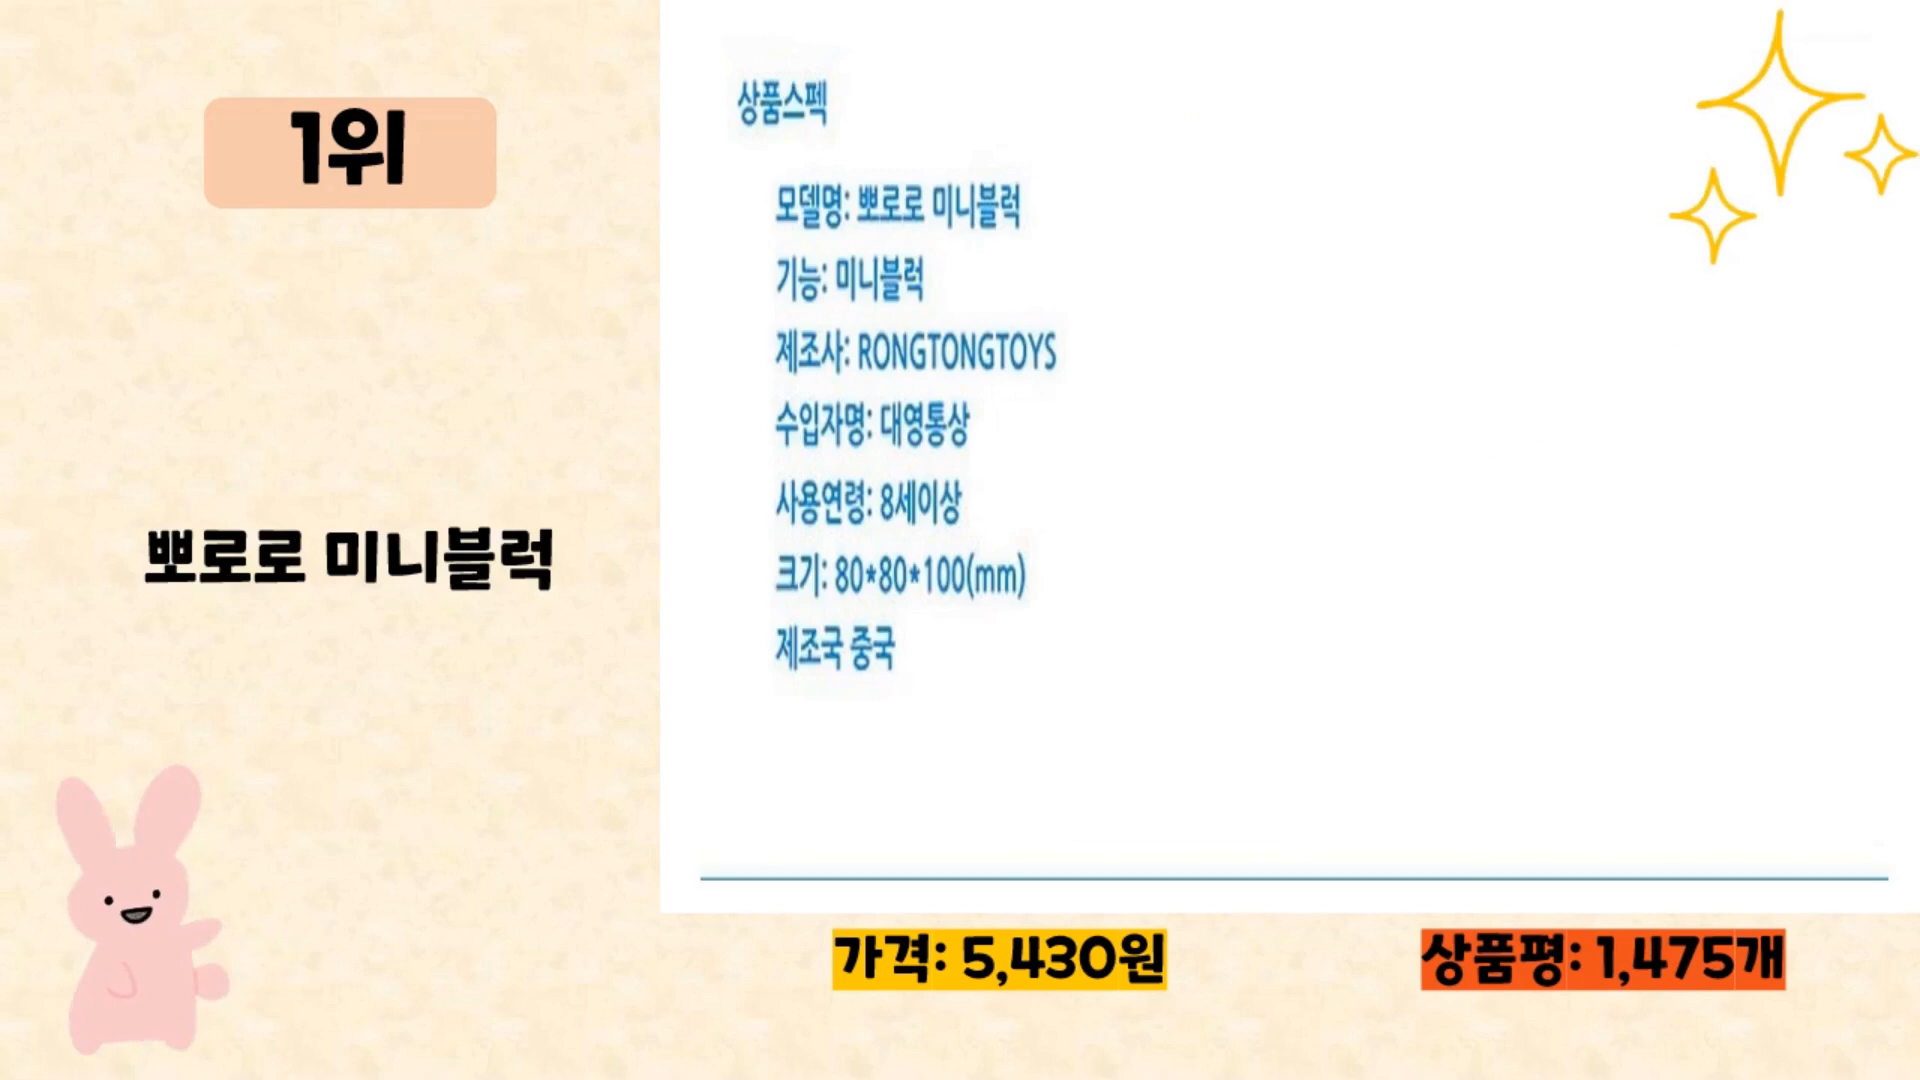 1위
뽀로로 미니블럭
상품스펙
모델명: 뽀로로 미니블럭
기능: 미니블럭
제조사: RONGTONGTOYS
수입자명: 대영통상
사용연령: 8세이상
크기: 80*80*100(mm)
제조국 중국
가격: 5,430원
상품평: 1,475개